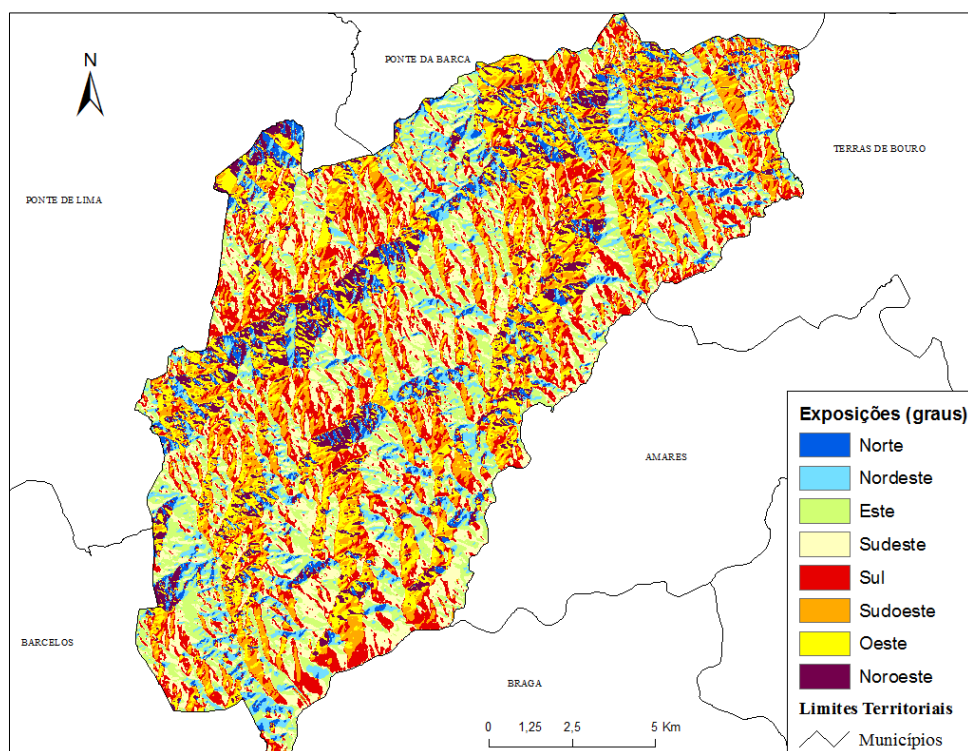 PONTE DA BARCA
N
TERRAS DE BOURO
PONTE DE LIMA
Exposições (graus)
Norte
Nordeste
Este
Sudeste
Sul
Sudoeste
Oeste
Noroeste
Limites Territoriais
Municípios
AMARES
BARCELOS
BRAGA
0 1,25 2,5 5 Km